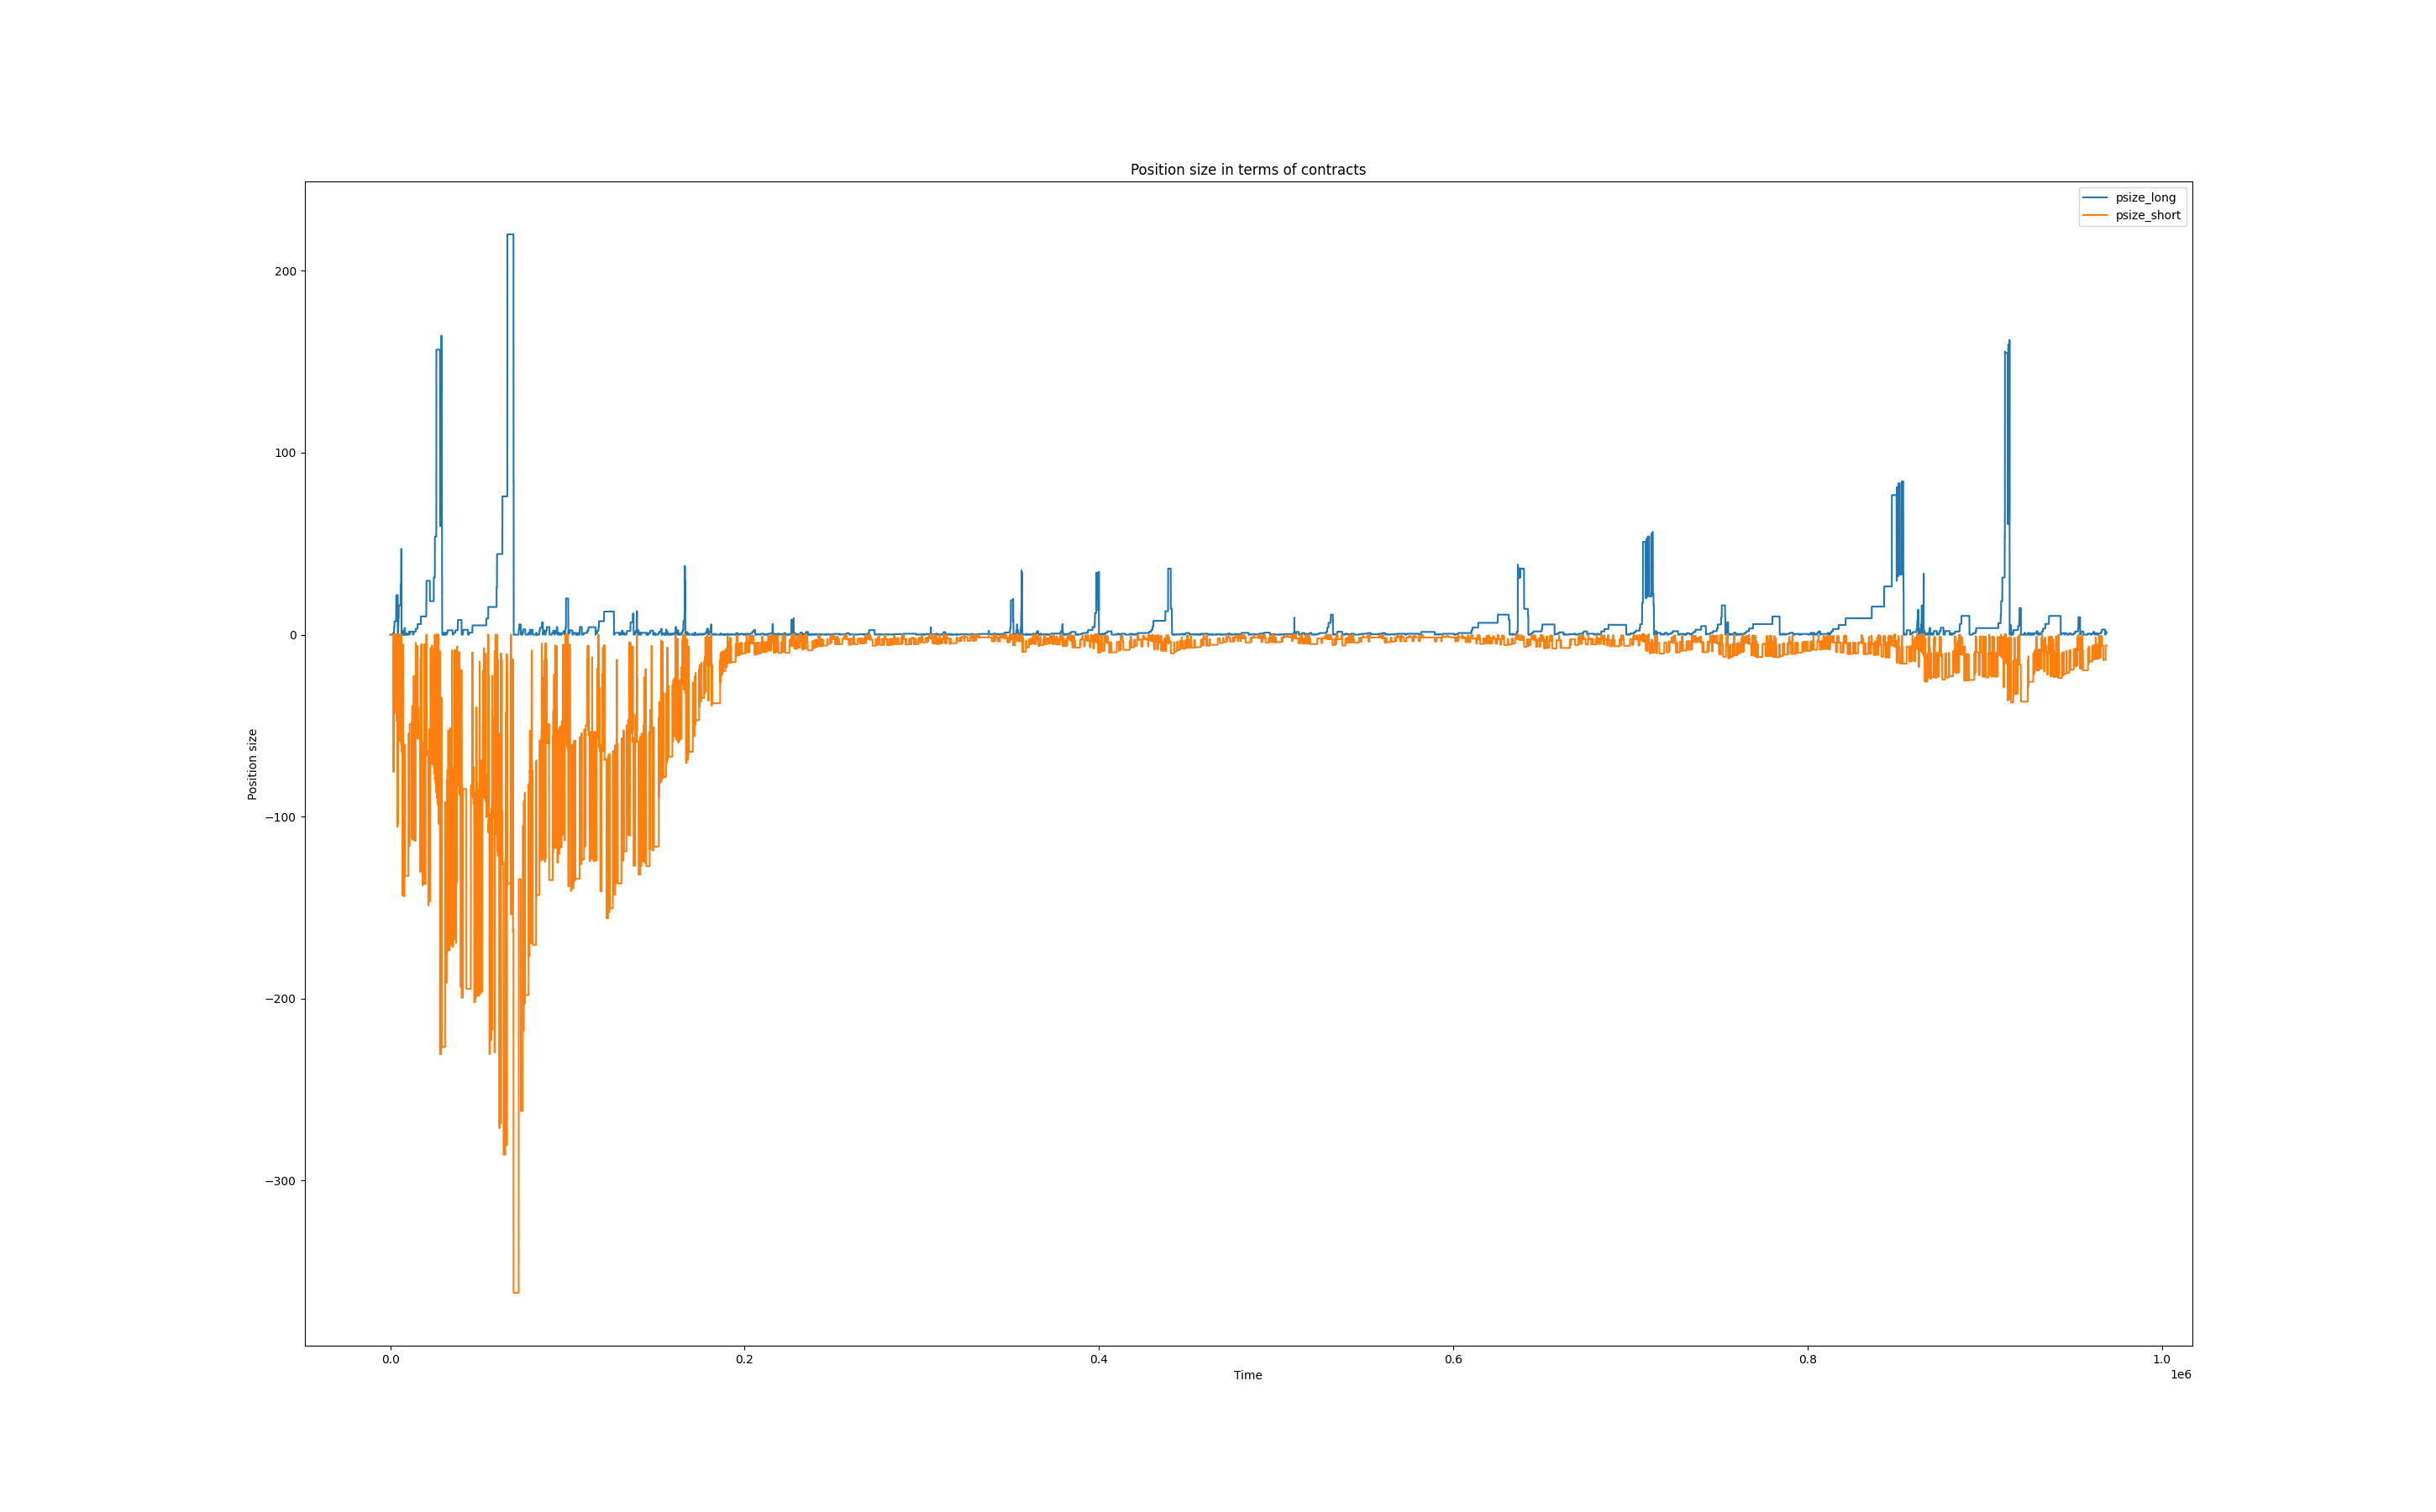 Position size in terms of contracts
psize_long
psize_short
200
100
0
−100
−200
−300
Position size
0.0
0.2
0.4
0.6
0.8
1.0
Time
1e6